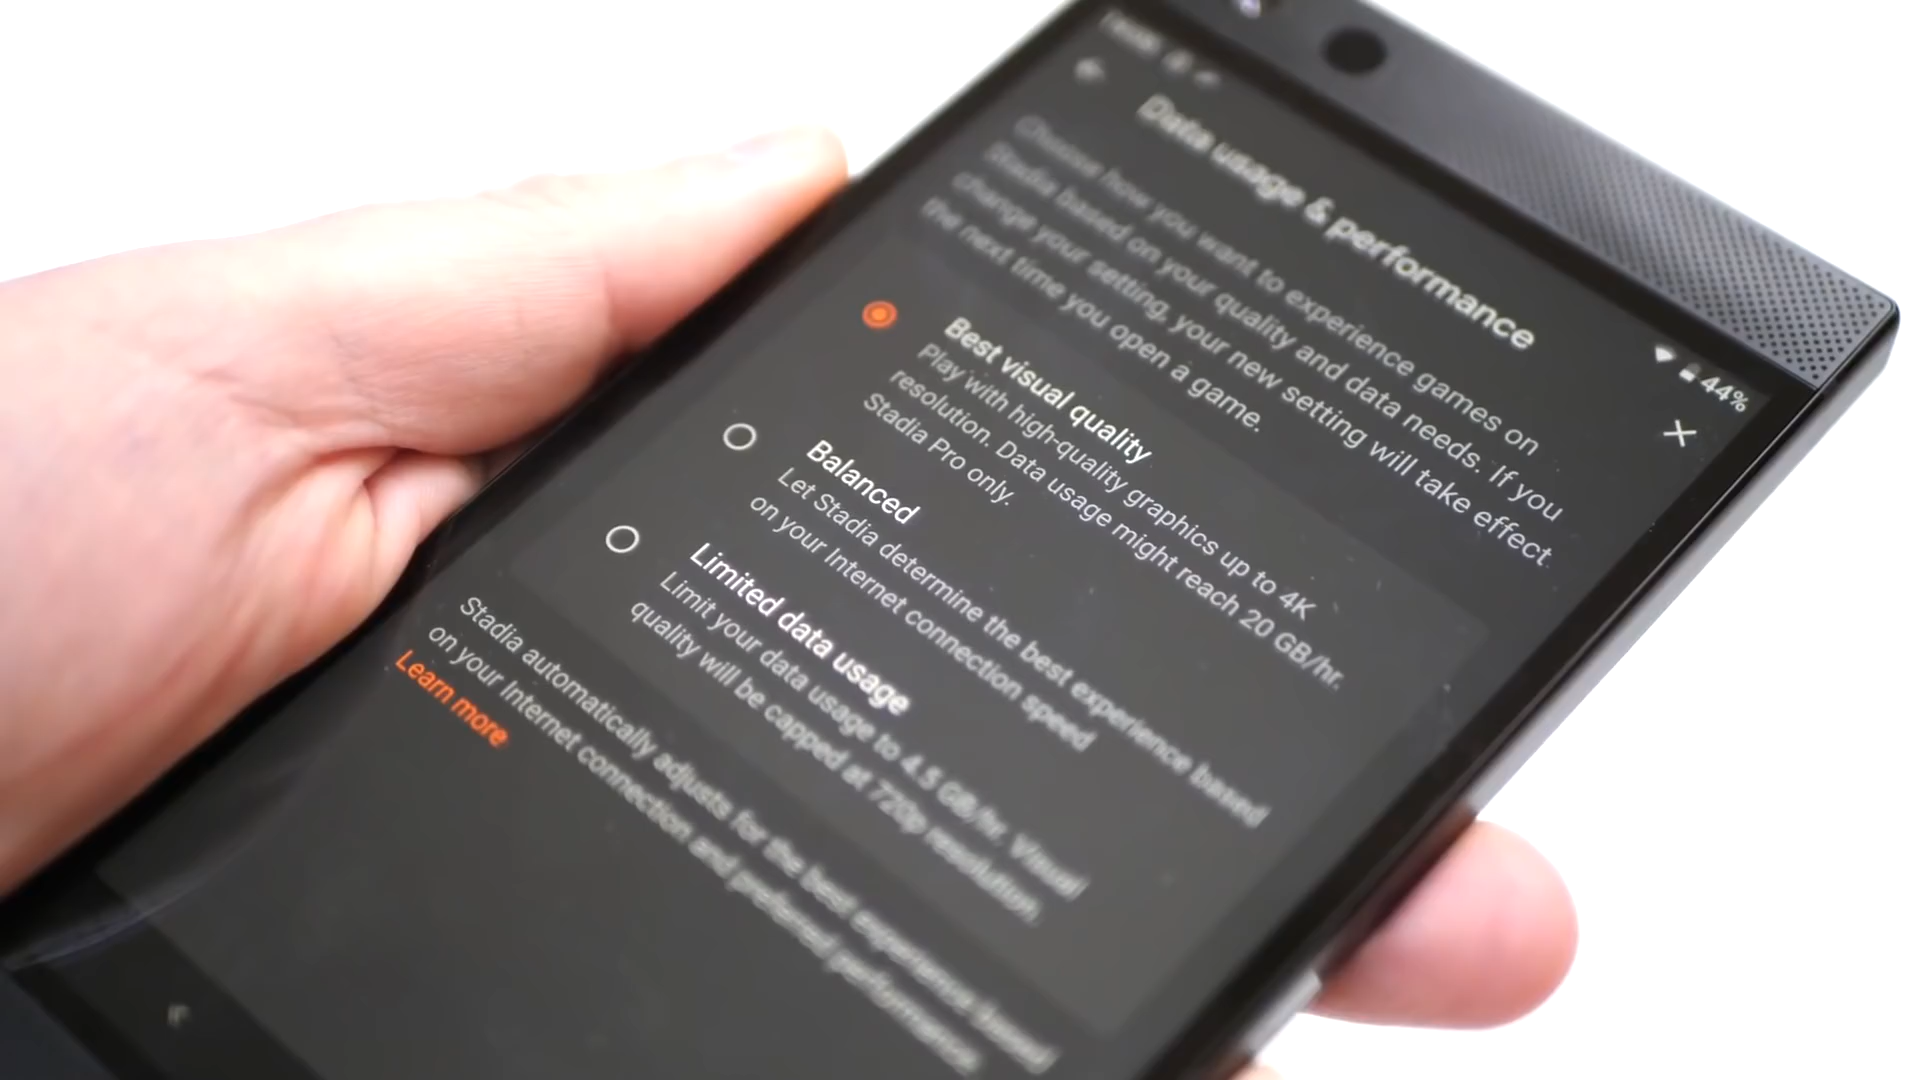 44%
Data usage & performance
Choose how you want to experience games on
Stadia based on your quality and data needs. If you
change your setting, your new setting will take effect
the next time you open a game.
Best visual quality
Play with high-quality graphics up to 4K
resolution. Data usage might reach 20 GB/hr.
Stadia Pro only.
Balanced
Let Stadia determine the best experience based
on your Internet connection speed
Limited data usage
Limit your data usage to 4.5 GB/hr. Visual
quality will be capped at 720p resolution.
Stadia automatically adjusts for the best experience based
on your Internet connection and preferred performance.
Learn more